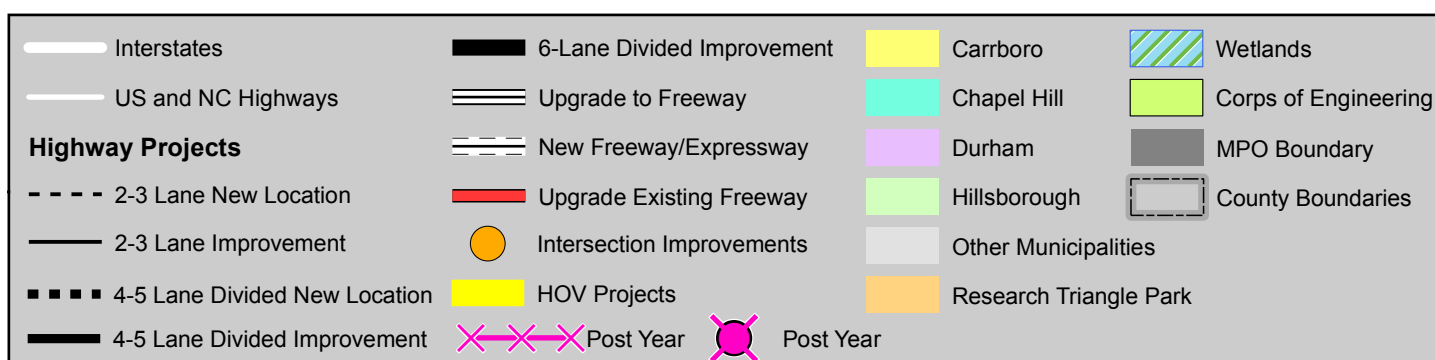 Interstates
US and NC Highways
Highway Projects
2-3 Lane New Location
2-3 Lane Improvement
4-5 Lane Divided New Location
4-5 Lane Divided Improvement
6-Lane Divided Improvement
Upgrade to Freeway
New Freeway/Expressway
Upgrade Existing Freeway
Intersection Improvements
HOV Projects
Post Year
Post Year
Carrboro
Chapel Hill
Durham
Hillsborough
Other Municipalities
Research Triangle Park
Wetlands
Corps of Engineering
MPO Boundary
County Boundaries